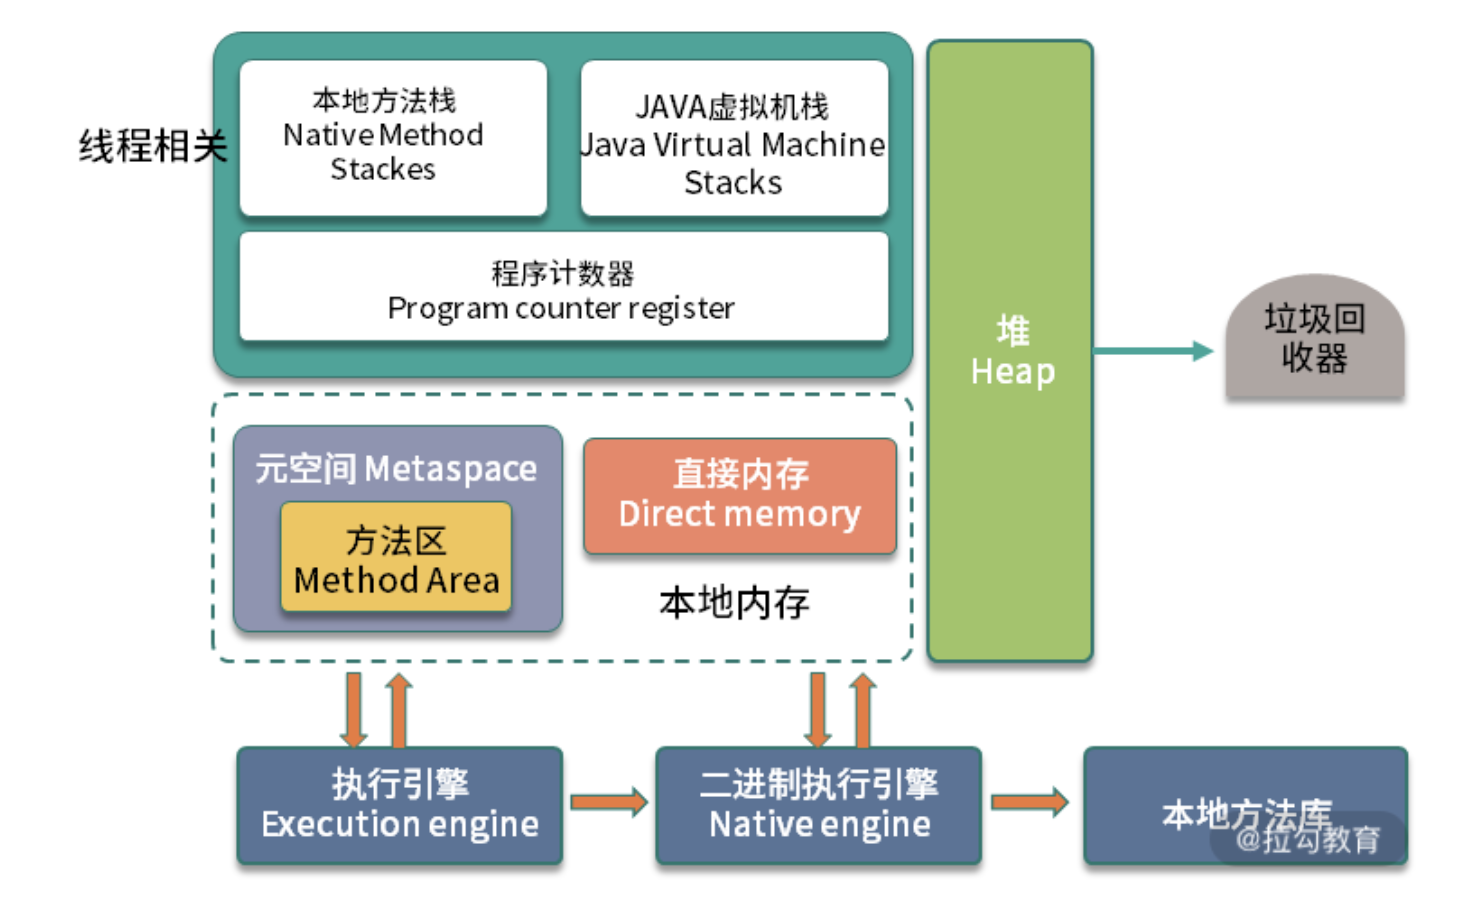 线程相关
本地方法栈
Native Method
Stackes
JAVA虚拟机栈
Java Virtual Machine
Stacks
程序计数器
Program counter register
堆
Heap
垃圾回
收器
元空间 Metaspace
方法区
Method Area
直接内存
Direct memory
本地内存
执行引擎
Execution engine
二进制执行引擎
Native engine
本地方法库
@拉勾教育